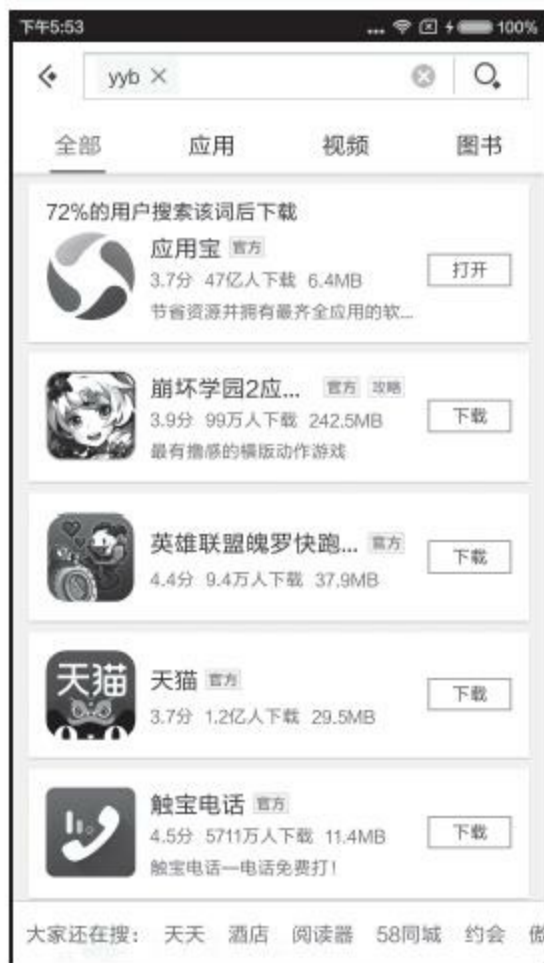 下午5:53 ... 100%
yyb ×
全部 应用 视频 图书
72%的用户搜索该词后下载
应用宝 官方
3.7分 47亿人下载 6.4MB
节省资源并拥有最齐全应用的软...
打开
崩坏学园2应... 官方 攻略
3.9分 99万人下载 242.5MB
最有撸感的横版动作游戏
下载
英雄联盟魄罗快跑... 官方
4.4分 9.4万人下载 37.9MB
下载
天猫
天猫 官方
3.7分 1.2亿人下载 29.5MB
下载
触宝电话 官方
4.5分 5711万人下载 11.4MB
触宝电话—电话免费打!
下载
大家还在搜: 天天 酒店 阅读器 58同城 约会 傲